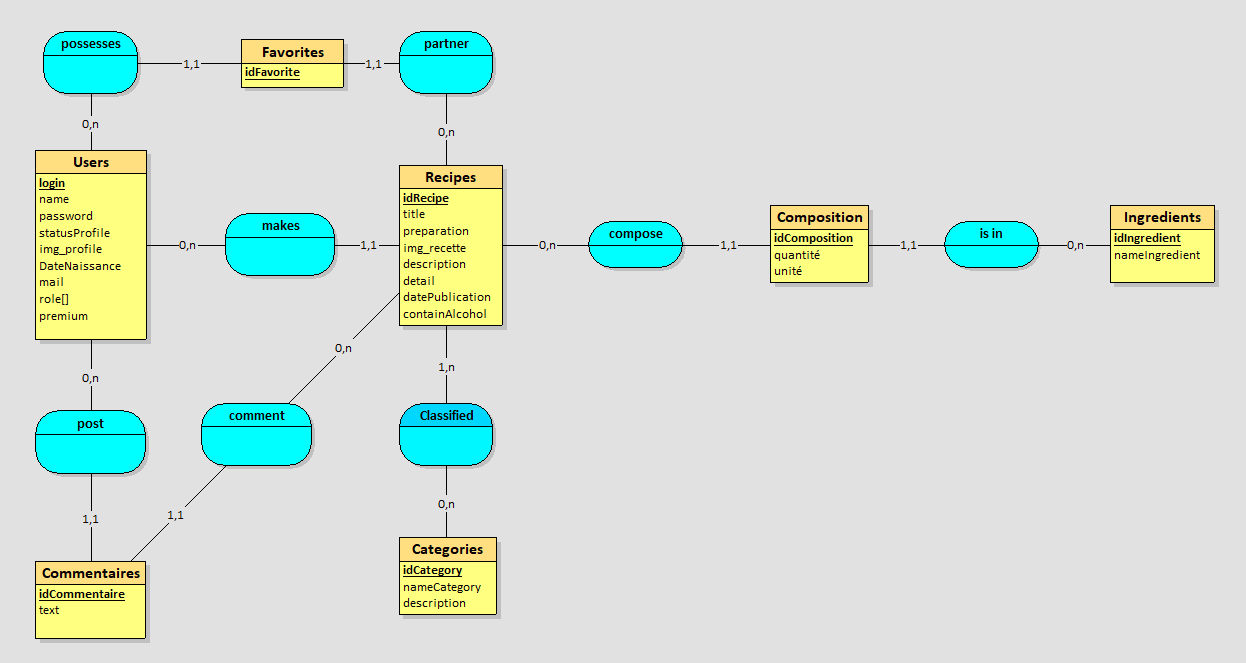 possesses
1,1
Favorites
idFavorite
1,1
partner
0,n
0,n
Users
login
name
password
statusProfile
img_profile
DateNaissance
mail
role[]
premium
0,n
makes
1,1
Recipes
idRecipe
title
preparation
img_recette
description
detail
datePublication
containAlcohol
0,n
compose
1,1
Composition
idComposition
quantité
unité
1,1
is in
0,n
Ingredients
idIngredient
nameIngredient
0,n
0,n
1,n
post
comment
Classified
1,1
1,1
0,n
Commentaires
idCommentaire
text
Categories
idCategory
nameCategory
description